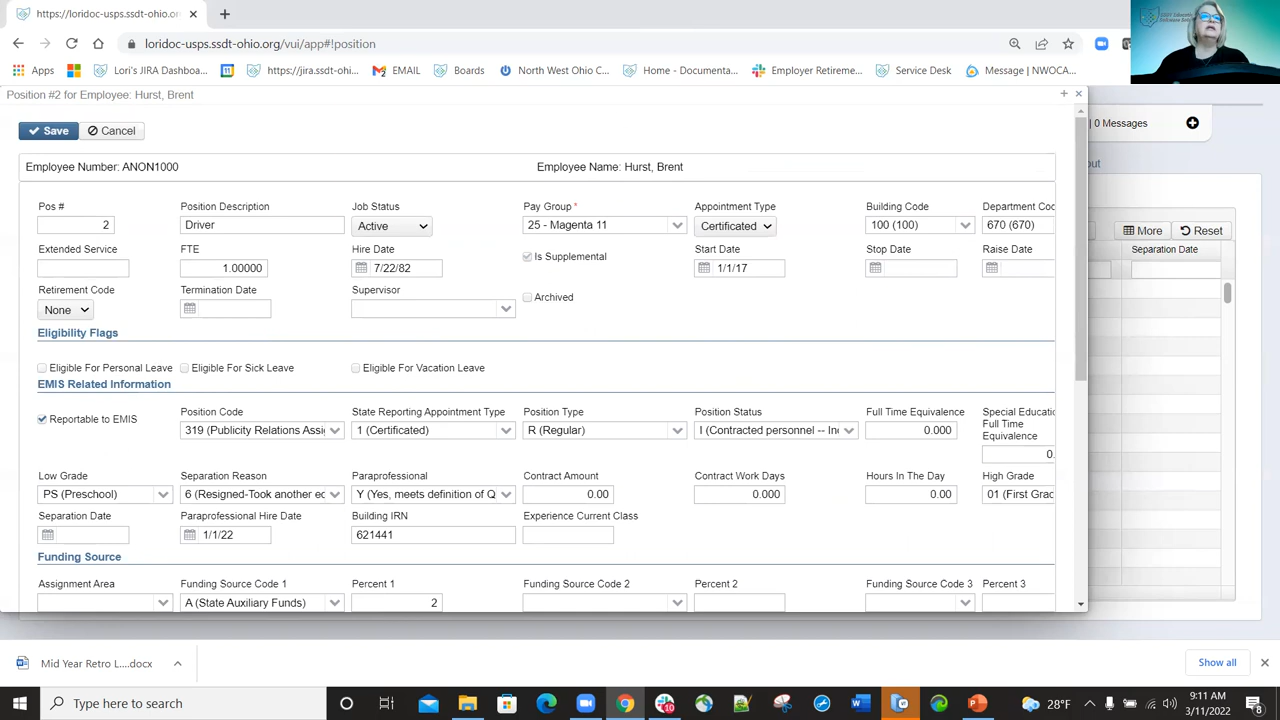 https://loridoc-usps.ssdt-ohio.org/
loridoc-usps.ssdt-ohio.org/vui/app#!position
Apps
Lori's JIRA Dashboa...
https://jira.ssdt-ohi...
EMAIL
Boards
North West Ohio C...
Home - Documenta...
Employer Retireme...
Service Desk
Message | NWOCA...
Position #2 for Employee: Hurst, Brent
| 0 Messages
Save
Cancel
out
Employee Number: ANON1000
Employee Name: Hurst, Brent
Pos #
Position Description
Job Status
Pay Group *
Appointment Type
Building Code
Department Coc
2
Driver
Active
25 - Magenta 11
Certificated
100 (100)
670 (670)
More
Reset
Extended Service
FTE
Hire Date
Is Supplemental
Start Date
Stop Date
Raise Date
Separation Date
1.00000
7/22/82
1/1/17
Retirement Code
Termination Date
Supervisor
Archived
None
Eligibility Flags
Eligible For Personal Leave
Eligible For Sick Leave
Eligible For Vacation Leave
EMIS Related Information
Reportable to EMIS
Position Code
State Reporting Appointment Type
Position Type
Position Status
Full Time Equivalence
Special Educatio
Full Time
Equivalence
319 (Publicity Relations Assi
1 (Certificated)
R (Regular)
I (Contracted personnel -- In
0.000
0.
Low Grade
Separation Reason
Paraprofessional
Contract Amount
Contract Work Days
Hours In The Day
High Grade
PS (Preschool)
6 (Resigned-Took another ec
Y (Yes, meets definition of Q
0.00
0.000
0.00
01 (First Grac
Separation Date
Paraprofessional Hire Date
Building IRN
Experience Current Class
1/1/22
621441
Funding Source
Assignment Area
Funding Source Code 1
Percent 1
Funding Source Code 2
Percent 2
Funding Source Code 3
Percent 3
A (State Auxiliary Funds)
2
Mid Year Retro L....docx
Show all
Type here to search
10
28°F
9:11 AM
3/11/2022
8